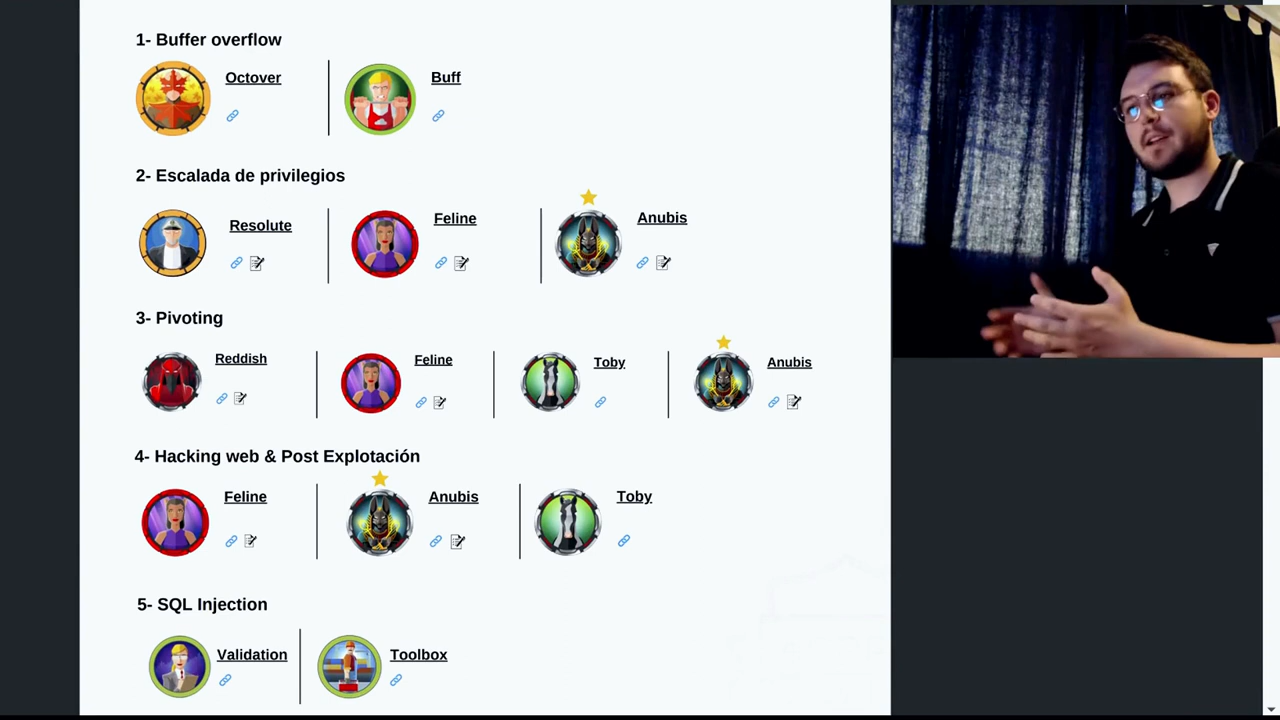 1- Buffer overflow
Octover
Buff
2- Escalada de privilegios
Resolute
Feline
Anubis
3- Pivoting
Reddish
Feline
Toby
Anubis
4- Hacking web & Post Explotación
Feline
Anubis
Toby
5- SQL Injection
Validation
Toolbox